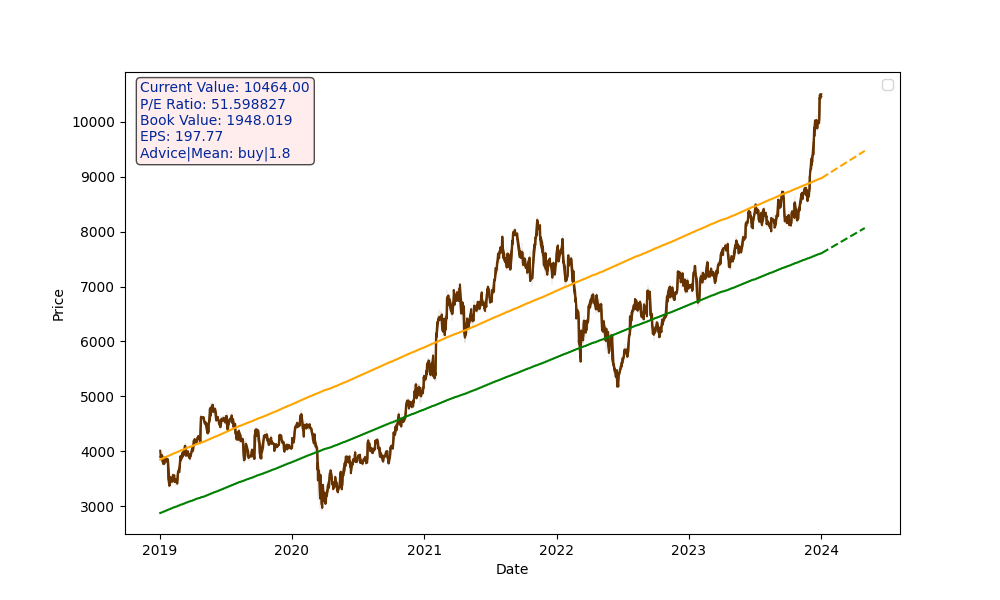 Current Value: 10464.00
P/E Ratio: 51.598827
Book Value: 1948.019
EPS: 197.77
Advice|Mean: buy|1.8
10000
9000
8000
7000
6000
5000
4000
3000
Price
2019 2020 2021 2022 2023 2024
Date